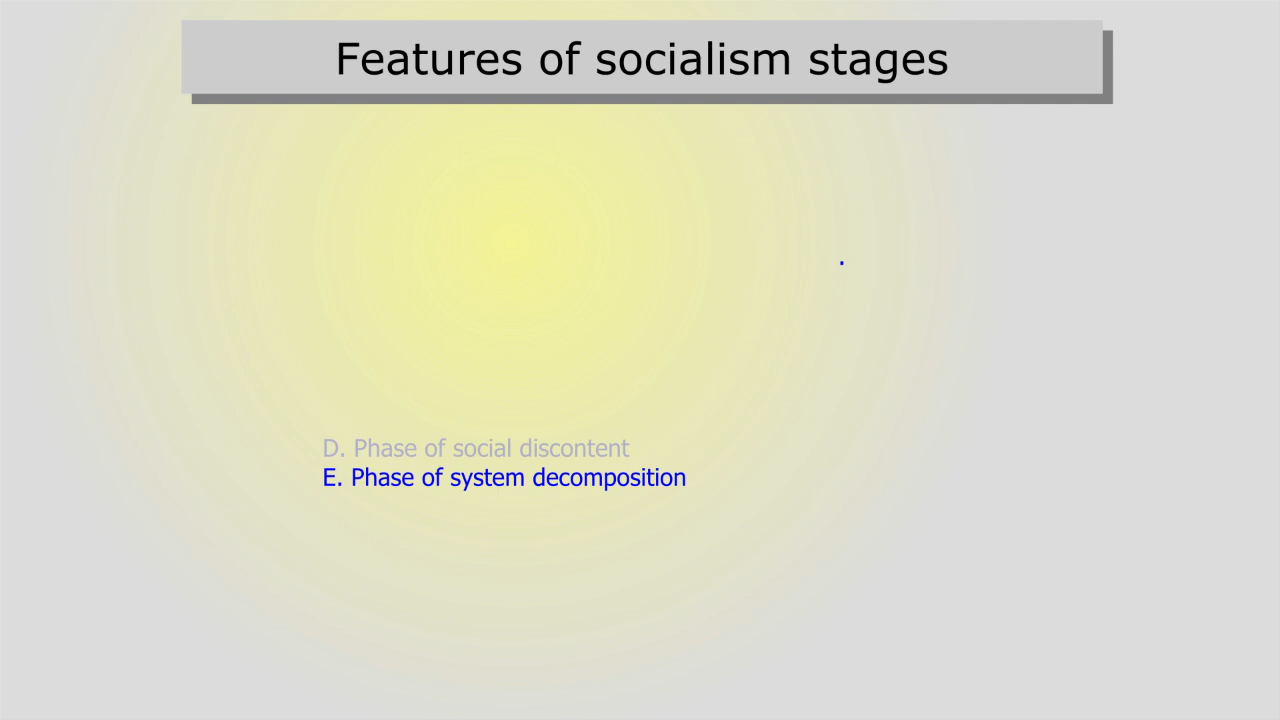 Features of socialism stages
.
D. Phase of social discontent
E. Phase of system decomposition